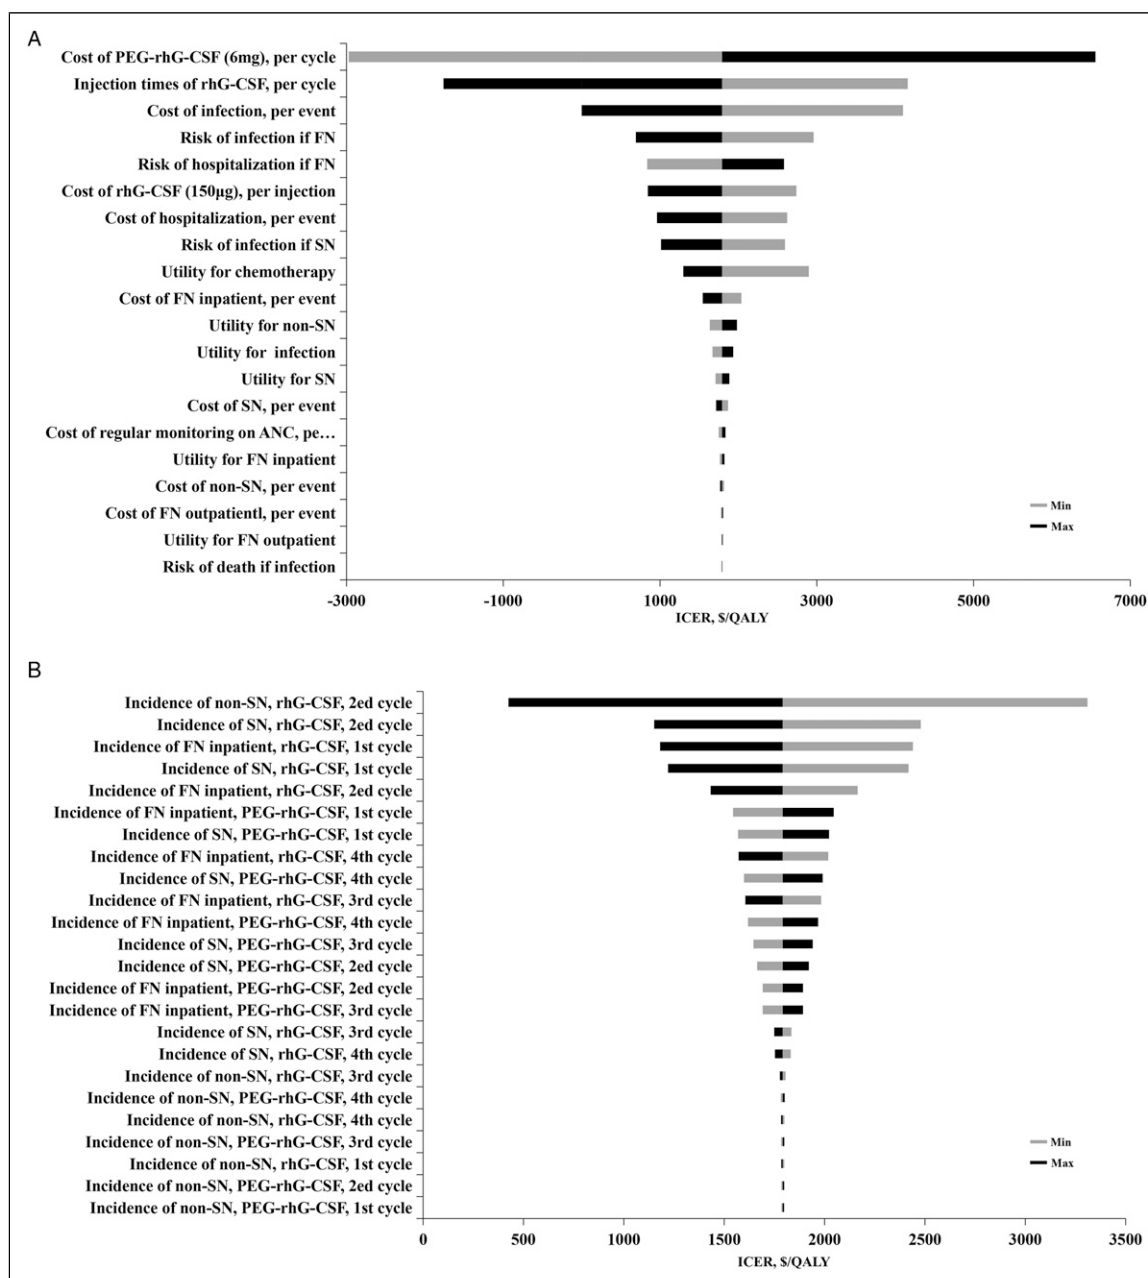 A
Cost of PEG-rhG-CSF (6mg), per cycle
Injection times of rhG-CSF, per cycle
Cost of infection, per event
Risk of infection if FN
Risk of hospitalization if FN
Cost of rhG-CSF (150μg), per injection
Cost of hospitalization, per event
Risk of infection if SN
Utility for chemotherapy
Cost of FN inpatient, per event
Utility for non-SN
Utility for infection
Utility for SN
Cost of SN, per event
Cost of regular monitoring on ANC, pe…
Utility for FN inpatient
Cost of non-SN, per event
Cost of FN outpatientl, per event
Utility for FN outpatient
Risk of death if infection
Min
Max
-3000 -1000 1000 3000 5000 7000
ICER, $/QALY
B
Incidence of non-SN, rhG-CSF, 2ed cycle
Incidence of SN, rhG-CSF, 2ed cycle
Incidence of FN inpatient, rhG-CSF, 1st cycle
Incidence of SN, rhG-CSF, 1st cycle
Incidence of FN inpatient, rhG-CSF, 2ed cycle
Incidence of FN inpatient, PEG-rhG-CSF, 1st cycle
Incidence of SN, PEG-rhG-CSF, 1st cycle
Incidence of FN inpatient, rhG-CSF, 4th cycle
Incidence of SN, PEG-rhG-CSF, 4th cycle
Incidence of FN inpatient, rhG-CSF, 3rd cycle
Incidence of FN inpatient, PEG-rhG-CSF, 4th cycle
Incidence of SN, PEG-rhG-CSF, 3rd cycle
Incidence of SN, PEG-rhG-CSF, 2ed cycle
Incidence of FN inpatient, PEG-rhG-CSF, 2ed cycle
Incidence of FN inpatient, PEG-rhG-CSF, 3rd cycle
Incidence of SN, rhG-CSF, 3rd cycle
Incidence of SN, rhG-CSF, 4th cycle
Incidence of non-SN, rhG-CSF, 3rd cycle
Incidence of non-SN, PEG-rhG-CSF, 4th cycle
Incidence of non-SN, rhG-CSF, 4th cycle
Incidence of non-SN, PEG-rhG-CSF, 3rd cycle
Incidence of non-SN, rhG-CSF, 1st cycle
Incidence of non-SN, PEG-rhG-CSF, 2ed cycle
Incidence of non-SN, PEG-rhG-CSF, 1st cycle
Min
Max
0 500 1000 1500 2000 2500 3000 3500
ICER, $/QALY